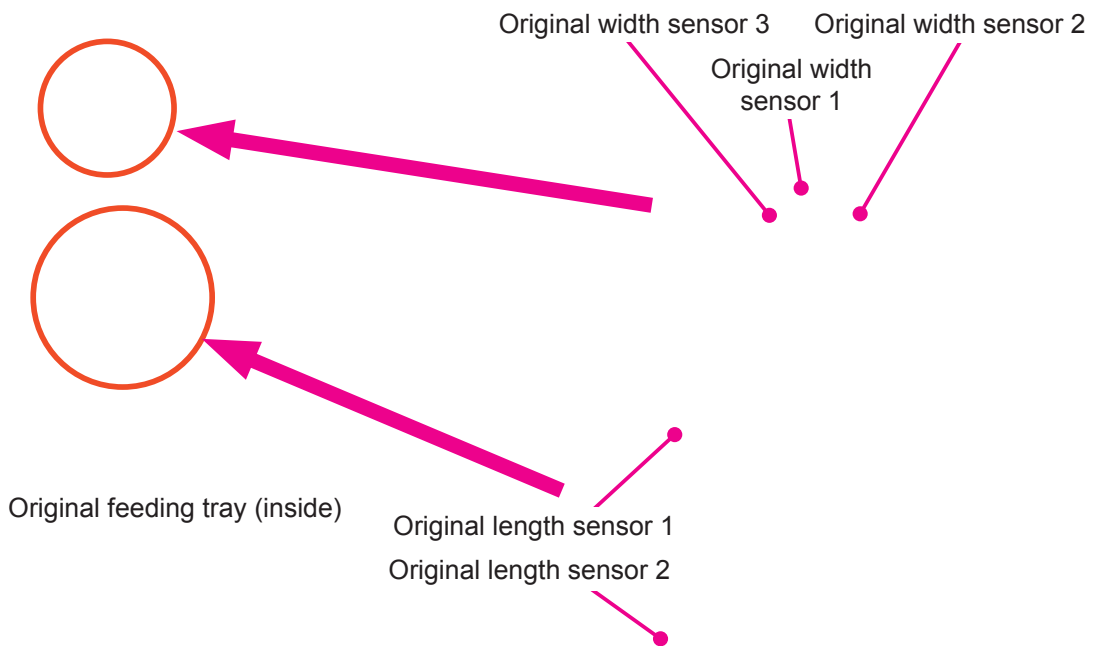 Original width sensor 3
Original width sensor 2
Original width
sensor 1
Original feeding tray (inside)
Original length sensor 1
Original length sensor 2